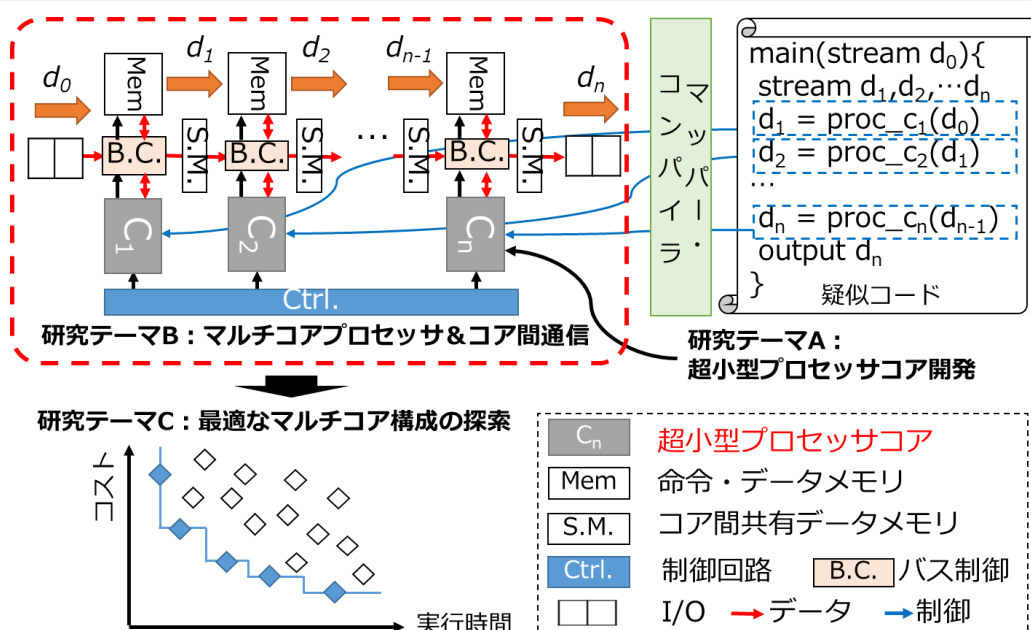 d0
d1
d2
dn-1
dn
Mem
Mem
Mem
B.C.
S.M.
B.C.
S.M.
…
S.M.
B.C.
S.M.
C1
C2
Cn
Ctrl.
研究テーマB：マルチコアプロセッサ＆コア間通信
マッパー・
コンパイラ
main(stream d0){
stream d1,d2,…dn
d1 = proc_c1(d0)
d2 = proc_c2(d1)
…
dn = proc_cn(dn-1)
output dn
}
疑似コード
研究テーマA：
超小型プロセッサコア開発
研究テーマC：最適なマルチコア構成の探索
コスト
実行時間
Cn 超小型プロセッサコア
Mem 命令・データメモリ
S.M. コア間共有データメモリ
Ctrl. 制御回路 B.C. バス制御
I/O データ 制御